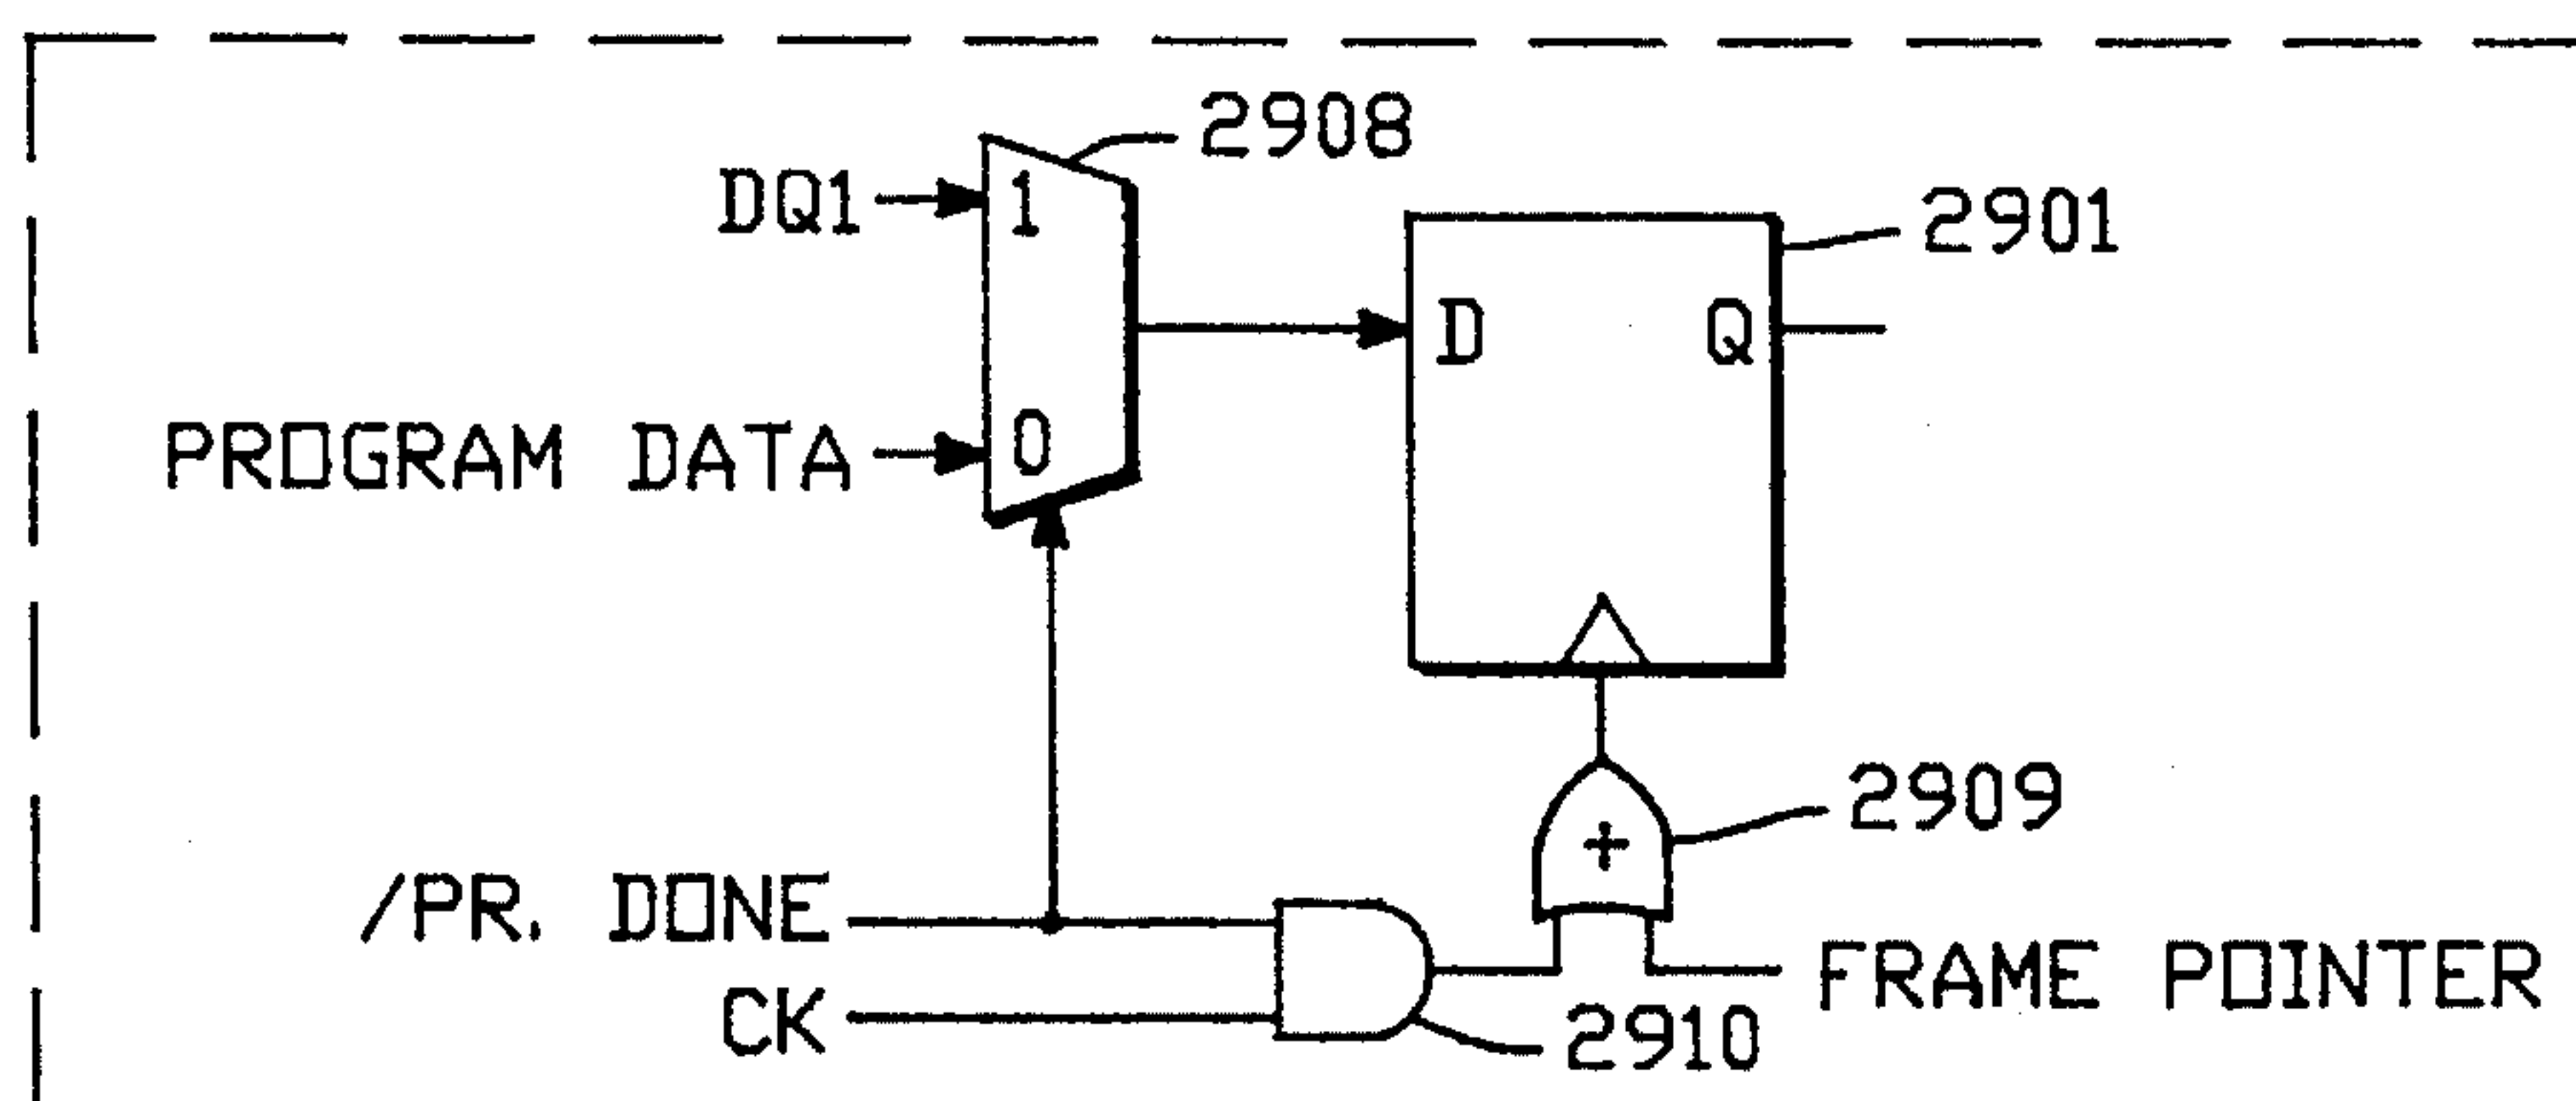 2908
DQ1
1
2901
D
Q
PROGRAM DATA
0
2909
+
/PR. DONE
FRAME POINTER
CK
2910